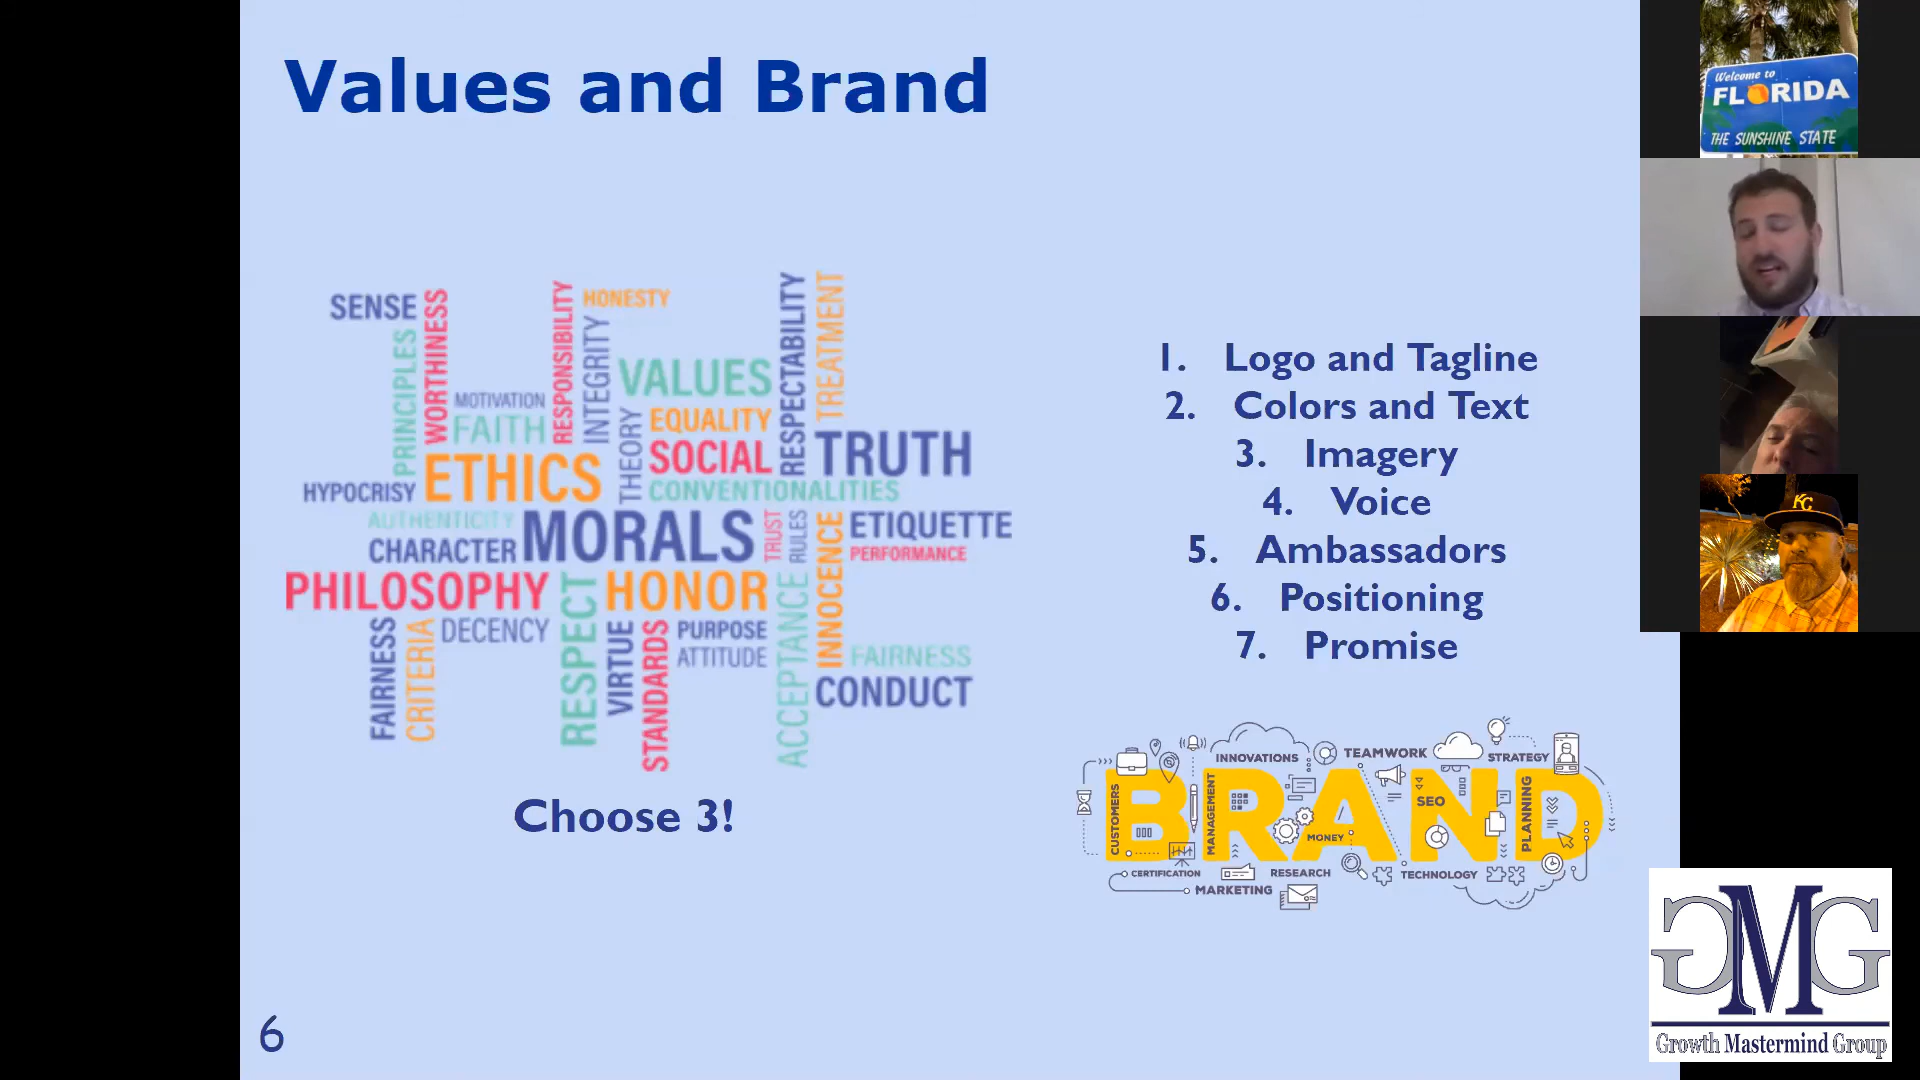 Values and Brand
SENSE
PRINCIPLES
WORTHINESS
MOTIVATION
FAITH
RESPONSIBILITY
HONESTY
INTEGRITY
THEORY
VALUES
EQUALITY
SOCIAL
CONVENTIONALITIES
RESPECTABILITY
TREATMENT
TRUTH
HYPOCRISY
ETHICS
AUTHENTICITY
CHARACTER
MORALS
TRUST
RULES
INNOCENCE
ETIQUETTE
PERFORMANCE
PHILOSOPHY
RESPECT
HONOR
ACCEPTANCE
FAIRNESS
CRITERIA
DECENCY
VIRTUE
STANDARDS
PURPOSE
ATTITUDE
FAIRNESS
CONDUCT
Choose 3!
1. Logo and Tagline
2. Colors and Text
3. Imagery
4. Voice
5. Ambassadors
6. Positioning
7. Promise
INNOVATIONS
TEAMWORK
STRATEGY
BRAND
CUSTOMERS
MANAGEMENT
MONEY
SEO
PLANNING
CERTIFICATION
RESEARCH
TECHNOLOGY
MARKETING
6
Welcome to
FLORIDA
THE SUNSHINE STATE
KC
GMG
Growth Mastermind Group